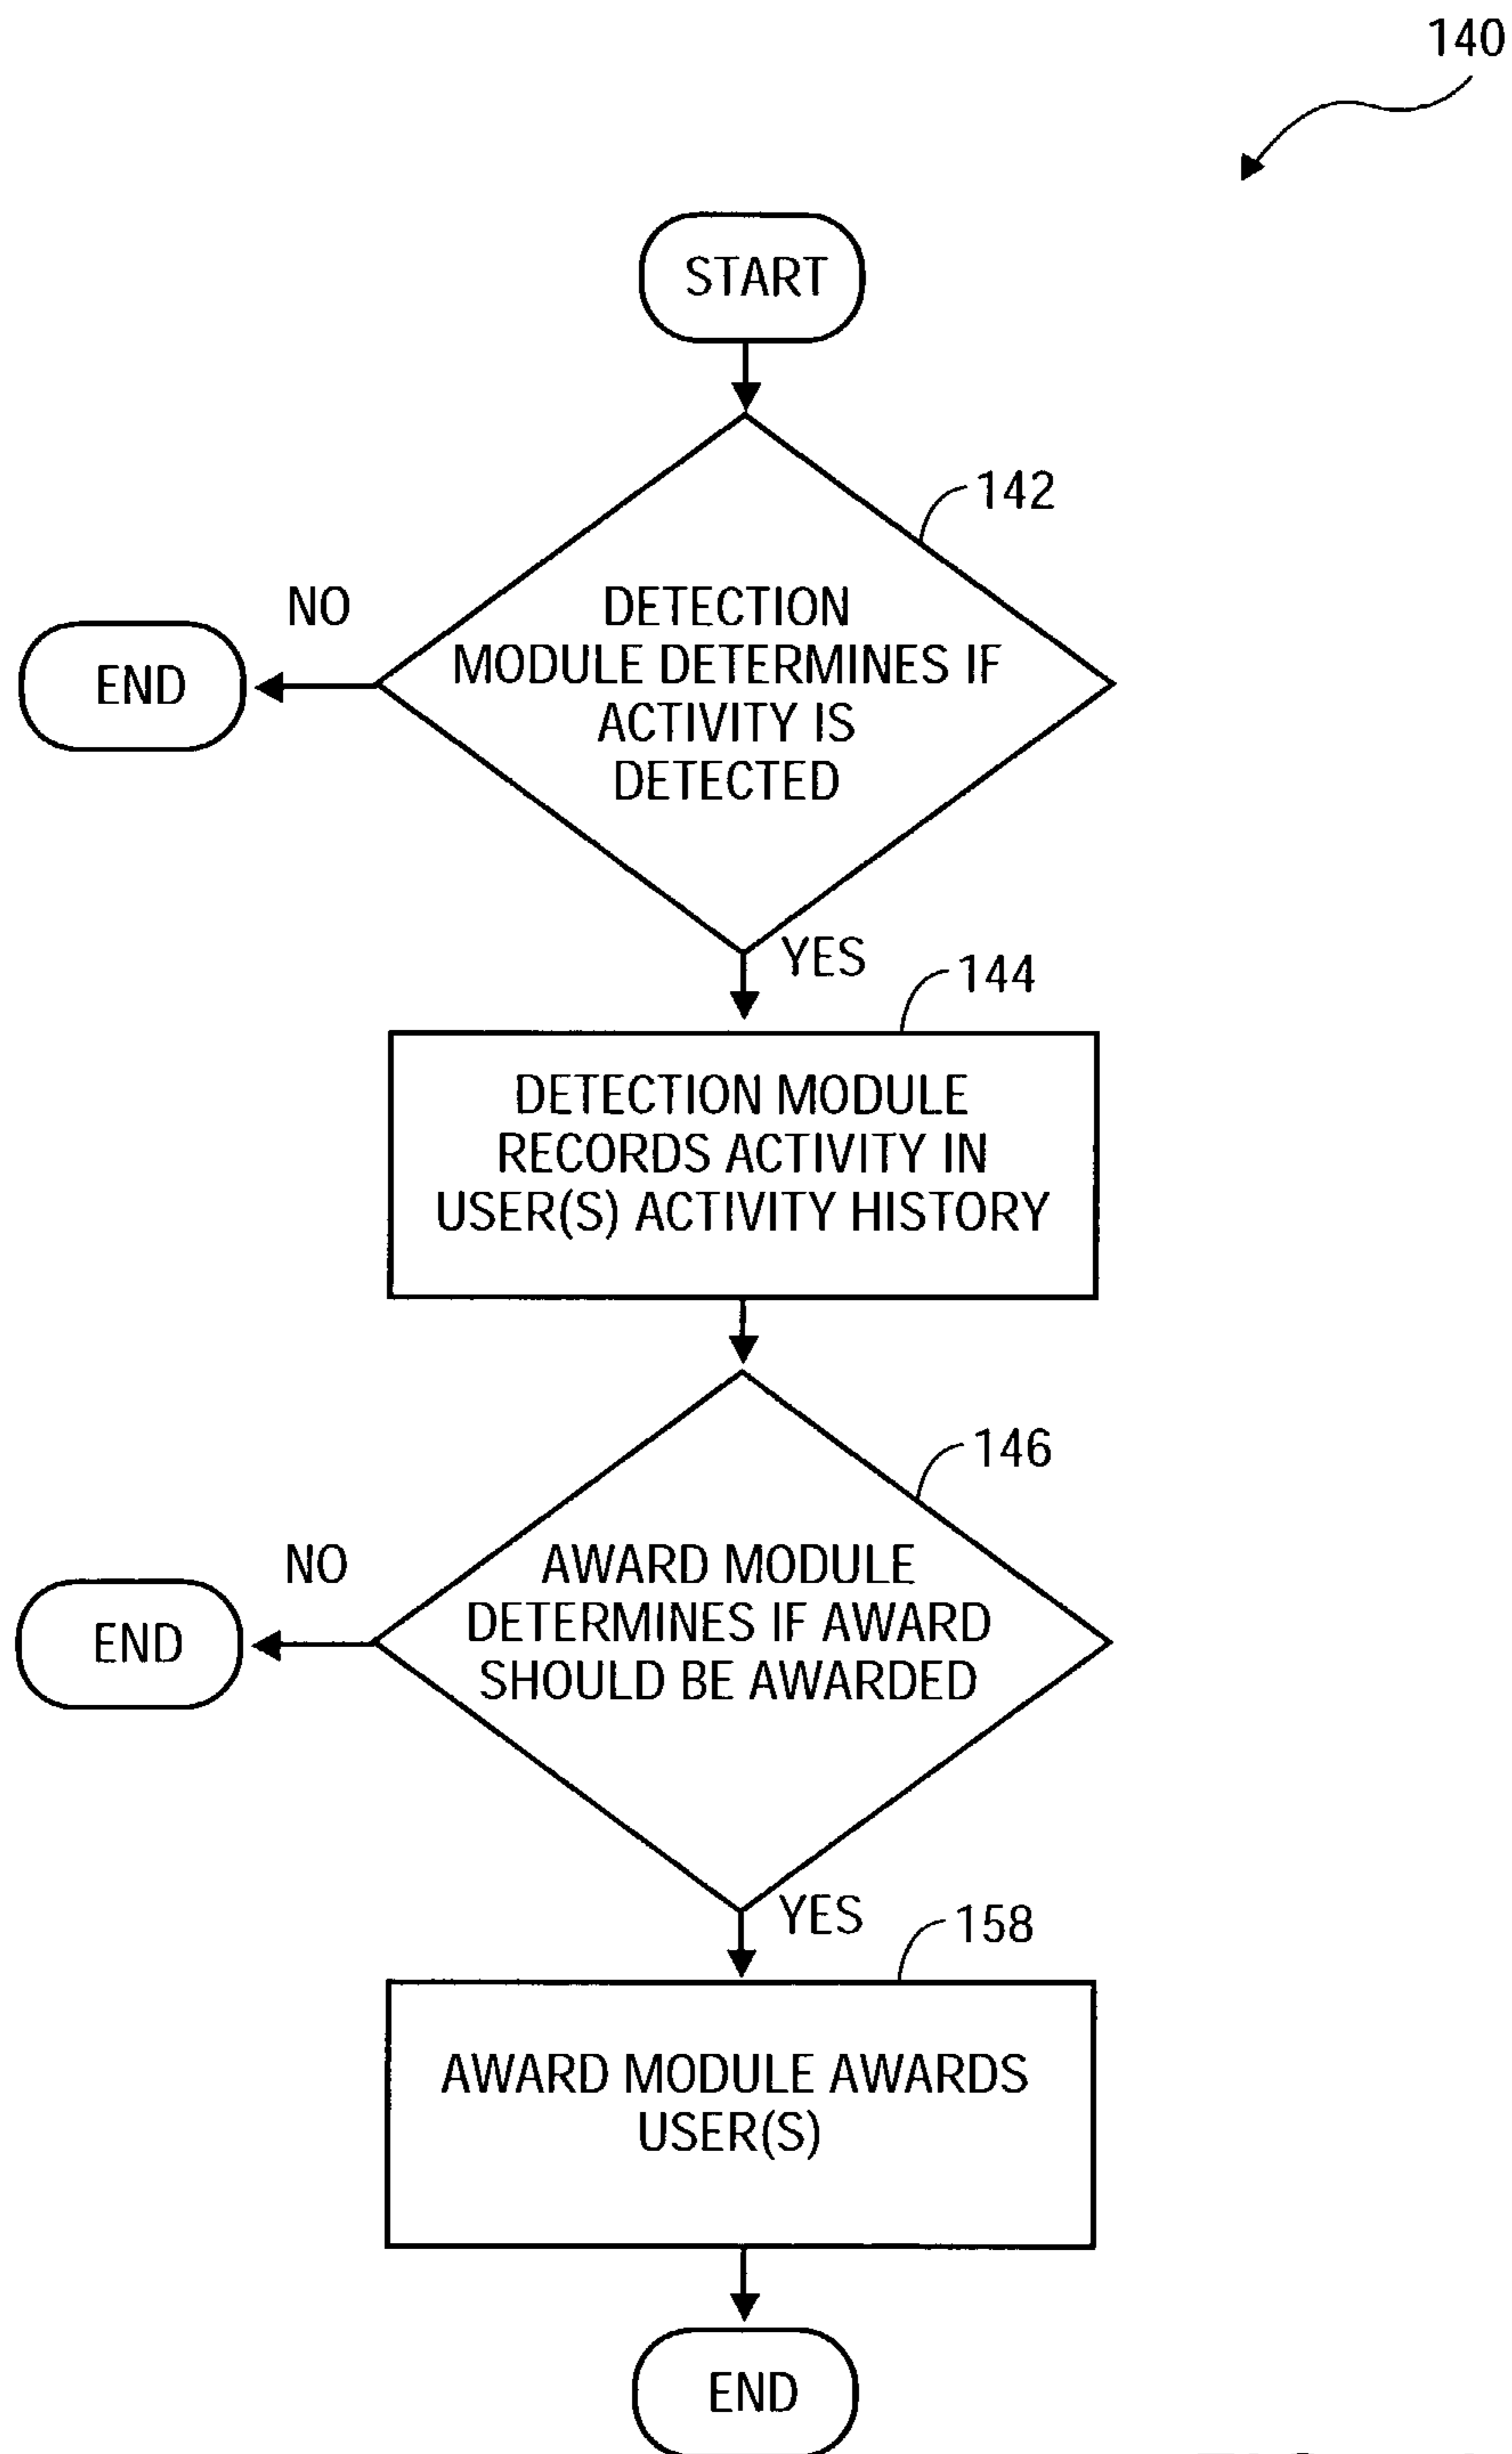 140
START
142
DETECTION
MODULE DETERMINES IF
ACTIVITY IS
DETECTED
NO
END
YES
144
DETECTION MODULE
RECORDS ACTIVITY IN
USER(S) ACTIVITY HISTORY
146
AWARD MODULE
DETERMINES IF AWARD
SHOULD BE AWARDED
NO
END
YES
158
AWARD MODULE AWARDS
USER(S)
END